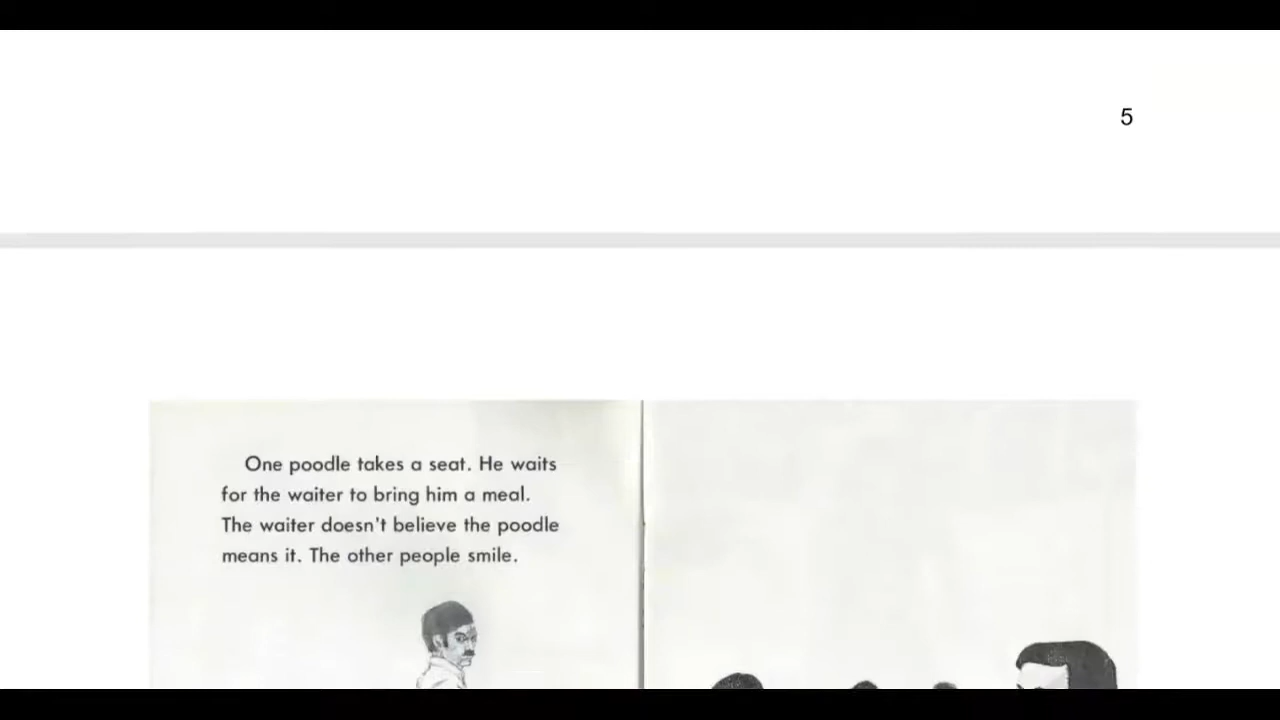 5
One poodle takes a seat. He waits
for the waiter to bring him a meal.
The waiter doesn't believe the poodle
means it. The other people smile.